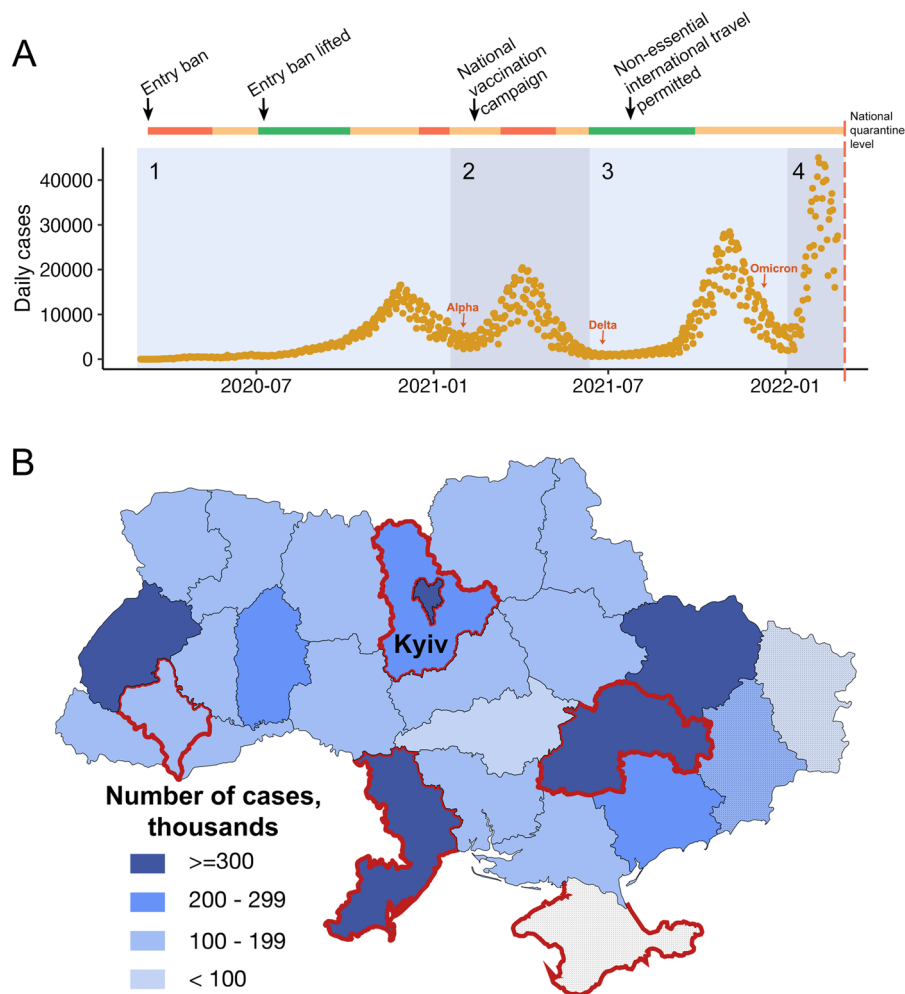 A
Entry ban
Entry ban lifted
National
vaccination
campaign
Non-essential
international travel
permitted
National
quarantine
level
1
2
3
4
40000
30000
20000
10000
0
Daily cases
Alpha
Delta
Omicron
2020-07
2021-01
2021-07
2022-01
B
Kyiv
Number of cases,
thousands
>=300
200 - 299
100 - 199
< 100